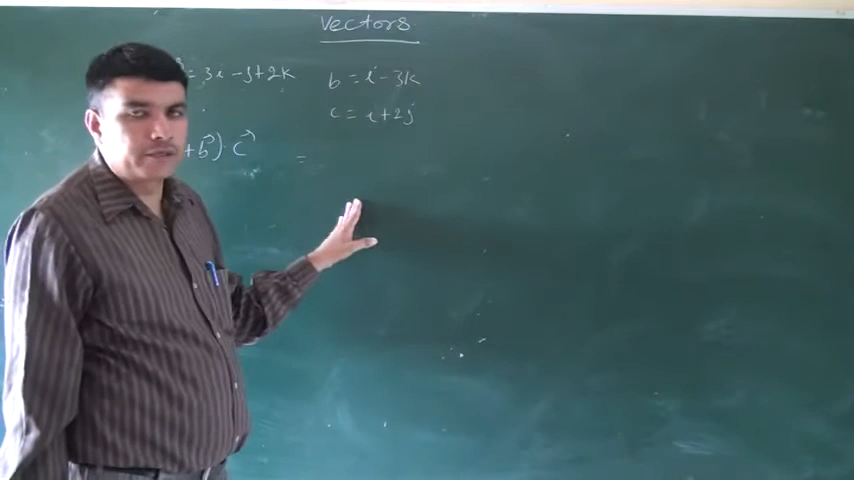 Vectors
= 3i - j + 2k
b = i - 3k
c = i + 2j
+ b⃗) · c⃗ =